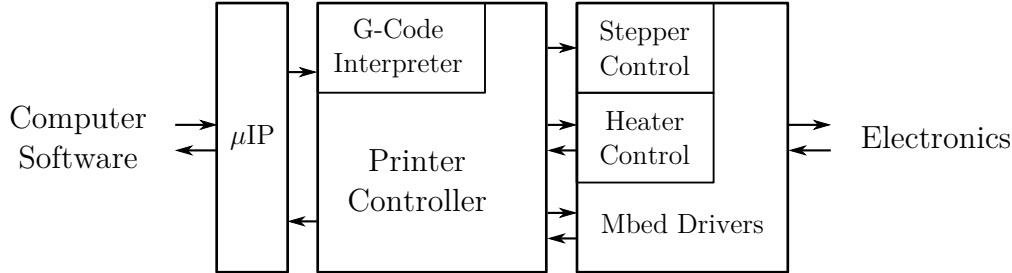 Computer
Software
μIP
G-Code
Interpreter
Printer
Controller
Stepper
Control
Heater
Control
Mbed Drivers
Electronics